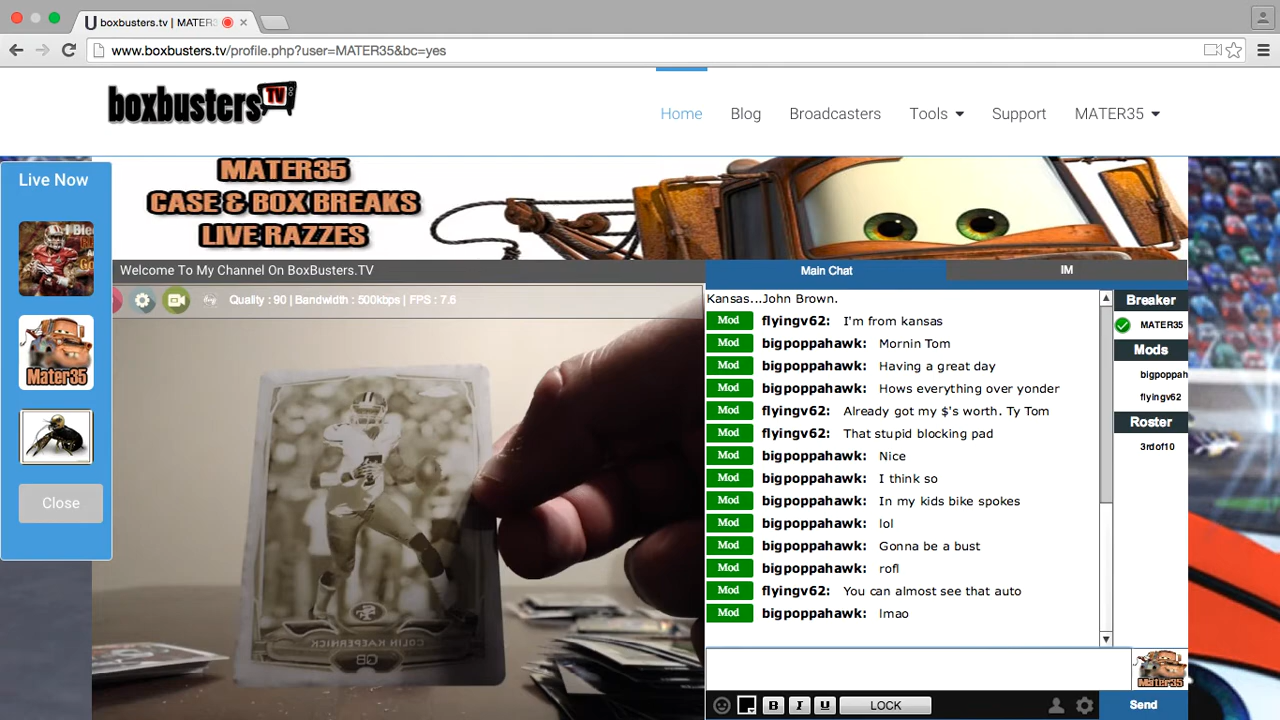 boxbusters.tv | MATER3
www.boxbusters.tv/profile.php?user=MATER35&bc=yes
boxbusters TV
Home Blog Broadcasters Tools Support MATER35
Live Now
MATER35
CASE & BOX BREAKS
LIVE RAZZES
Welcome To My Channel On BoxBusters.TV
Main Chat IM
Quality : 90 | Bandwidth : 500kbps | FPS : 7.6
Mater35
Close
COLIN KAEPERNICK
QB
Kansas...John Brown.
Mod flyingv62: I'm from kansas
Mod bigpoppahawk: Mornin Tom
Mod bigpoppahawk: Having a great day
Mod bigpoppahawk: Hows everything over yonder
Mod flyingv62: Already got my $'s worth. Ty Tom
Mod flyingv62: That stupid blocking pad
Mod bigpoppahawk: Nice
Mod bigpoppahawk: I think so
Mod bigpoppahawk: In my kids bike spokes
Mod bigpoppahawk: lol
Mod bigpoppahawk: Gonna be a bust
Mod bigpoppahawk: rofl
Mod flyingv62: You can almost see that auto
Mod bigpoppahawk: lmao
Breaker
MATER35
Mods
bigpoppah
flyingv62
Roster
3rdof10
Mater35
B I U LOCK Send